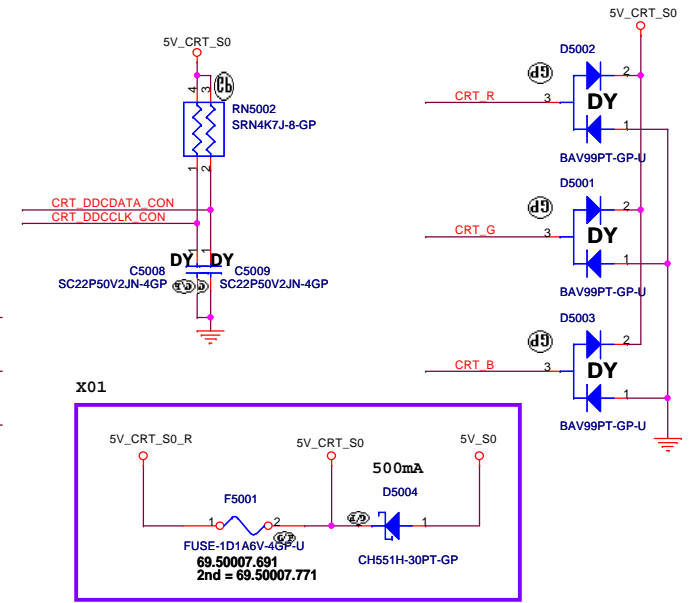 5V_CRT_S0
4
3
RN5002
SRN4K7J-8-GP
1
2
CRT_DDCDATA_CON
CRT_DDCCLK_CON
DY
1
1
DY
C5008
SC22P50V2JN-4GP
C5009
SC22P50V2JN-4GP
5V_CRT_S0
D5002
GP
CRT_R
3
2
DY
1
BAV99PT-GP-U
D5001
GP
CRT_G
3
2
DY
1
BAV99PT-GP-U
D5003
GP
CRT_B
3
2
DY
1
BAV99PT-GP-U
X01
5V_CRT_S0_R
5V_CRT_S0
5V_S0
500mA
F5001
1
2
FUSE-1D1A6V-4GP-U
69.50007.691
2nd = 69.50007.771
D5004
1
CH551H-30PT-GP